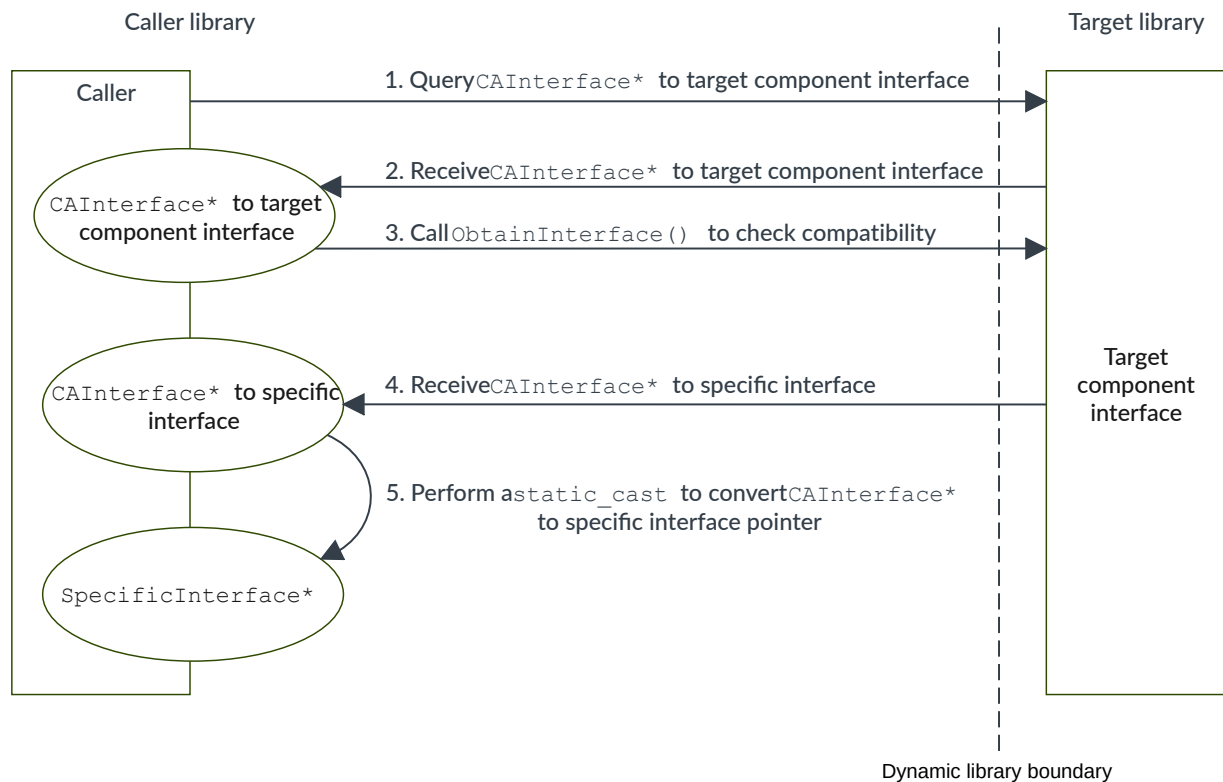 Caller library
Target library
Caller
1. Query CAInterface* to target component interface
2. Receive CAInterface* to target component interface
CAInterface* to target
component interface
3. Call ObtainInterface() to check compatibility
CAInterface* to specific
interface
4. Receive CAInterface* to specific interface
Target
component
interface
5. Perform a static_cast to convert CAInterface*
to specific interface pointer
SpecificInterface*
Dynamic library boundary